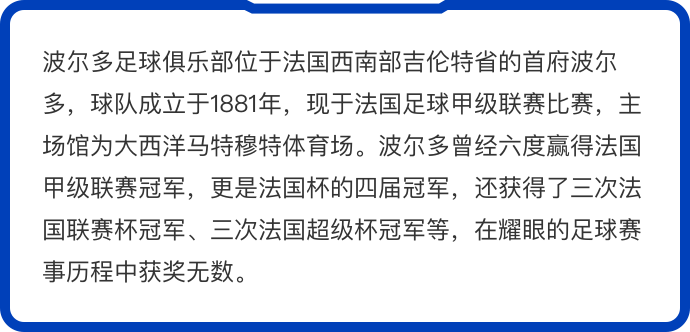 波尔多足球俱乐部位于法国西南部吉伦特省的首府波尔
多，球队成立于1881年，现于法国足球甲级联赛比赛，主
场馆为大西洋马特穆特体育场。波尔多曾经六度赢得法国
甲级联赛冠军，更是法国杯的四届冠军，还获得了三次法
国联赛杯冠军、三次法国超级杯冠军等，在耀眼的足球赛
事历程中获奖无数。